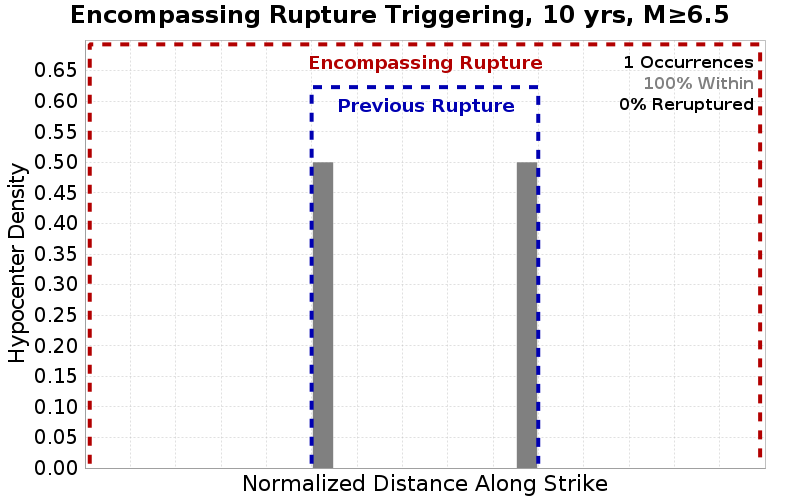 Encompassing Rupture Triggering, 10 yrs, M≥6.5
Encompassing Rupture
Previous Rupture
1 Occurrences
100% Within
0% Reruptured
Hypocenter Density
0.65
0.60
0.55
0.50
0.45
0.40
0.35
0.30
0.25
0.20
0.15
0.10
0.05
0.00
Normalized Distance Along Strike